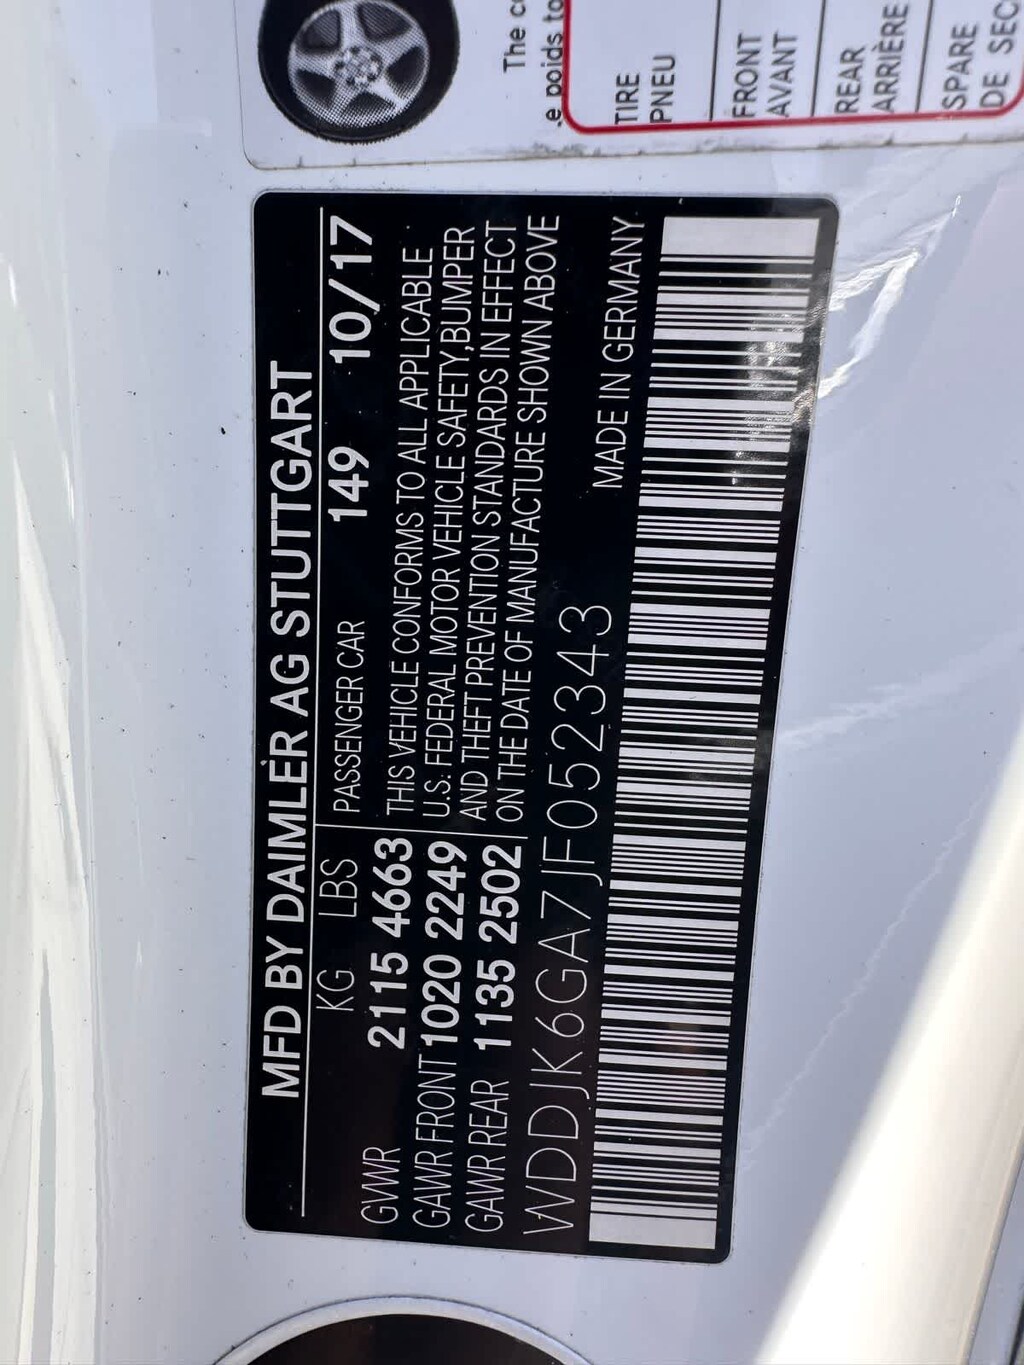 MFD BY DAIMLER AG STUTTGART
KG LBS PASSENGER CAR 149 10/17
GVWR 2115 4663
GAWR FRONT 1020 2249
GAWR REAR 1135 2502
THIS VEHICLE CONFORMS TO ALL APPLICABLE
U.S. FEDERAL MOTOR VEHICLE SAFETY,BUMPER
AND THEFT PREVENTION STANDARDS IN EFFECT
ON THE DATE OF MANUFACTURE SHOWN ABOVE
WDDJK6GA7JF052343 MADE IN GERMANY
The
poids to
TIRE
PNEU
FRONT
AVANT
REAR
ARRIÈRE
SPARE
DE